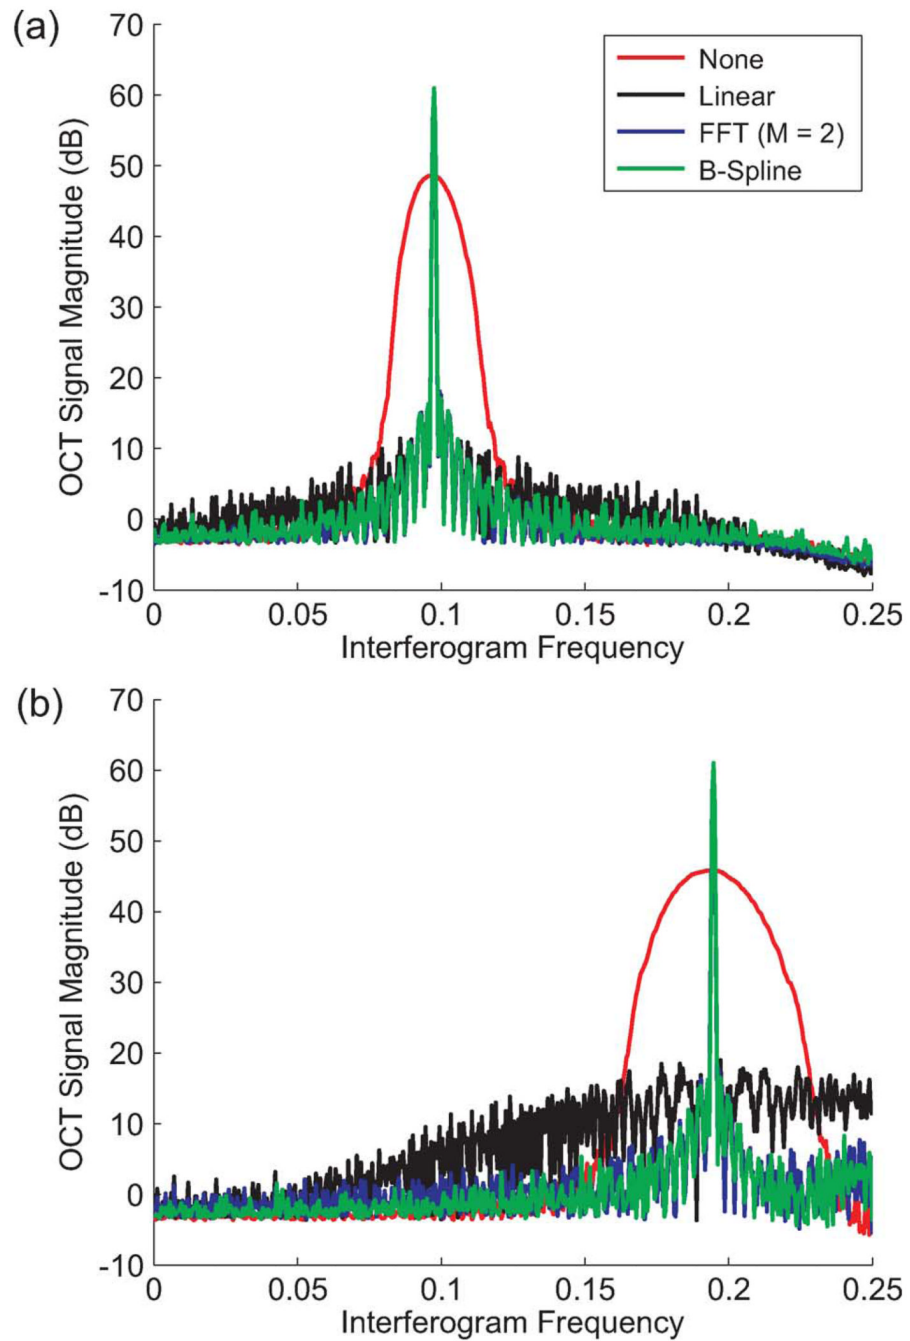 (a)
OCT Signal Magnitude (dB)
70
60
50
40
30
20
10
0
-10
None
Linear
FFT (M = 2)
B-Spline
0 0.05 0.1 0.15 0.2 0.25
Interferogram Frequency
(b)
OCT Signal Magnitude (dB)
70
60
50
40
30
20
10
0
-10
0 0.05 0.1 0.15 0.2 0.25
Interferogram Frequency